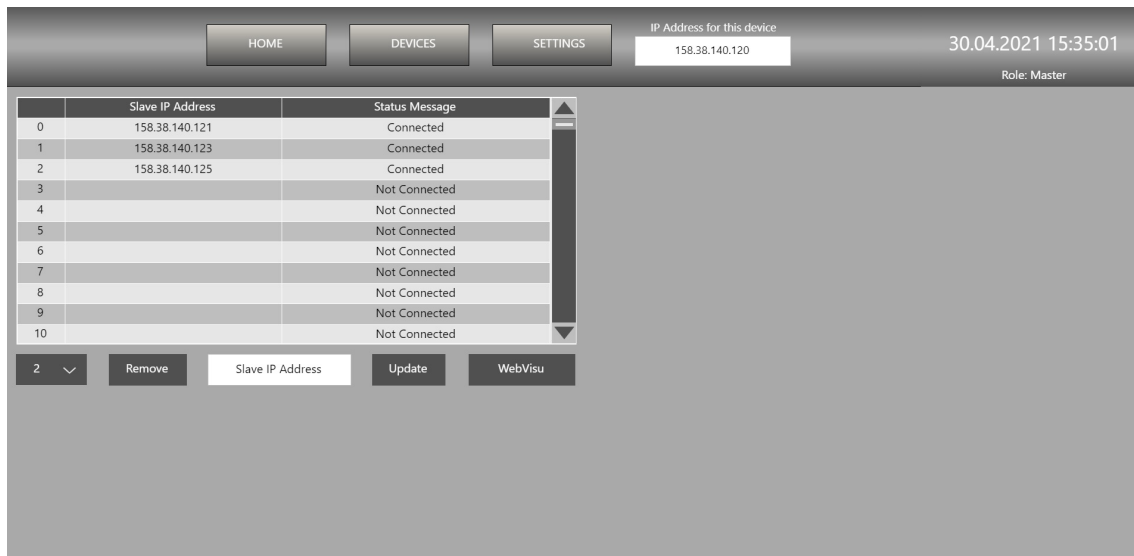 HOME
DEVICES
SETTINGS
IP Address for this device
158.38.140.120
30.04.2021 15:35:01
Role: Master
Slave IP Address Status Message
0 158.38.140.121 Connected
1 158.38.140.123 Connected
2 158.38.140.125 Connected
3 Not Connected
4 Not Connected
5 Not Connected
6 Not Connected
7 Not Connected
8 Not Connected
9 Not Connected
10 Not Connected
2 Remove Slave IP Address Update WebVisu